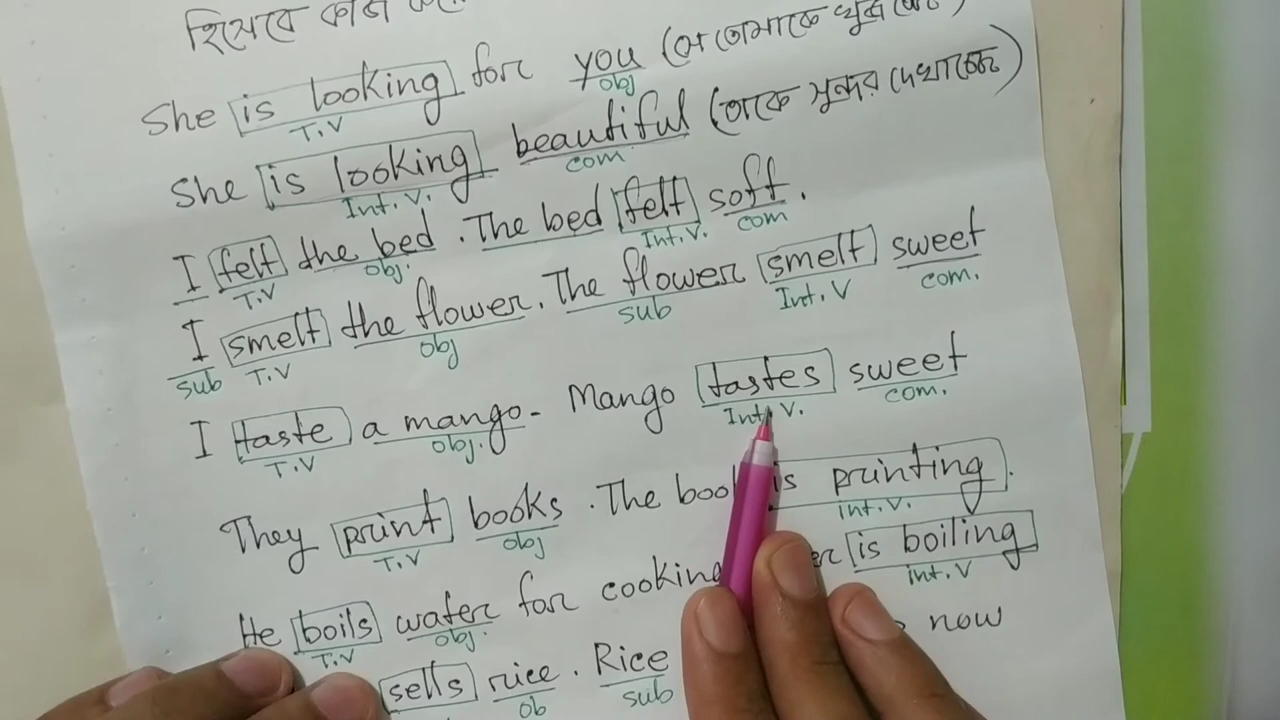 হিসেবে কাজ
She is looking for you (সে তোমাকে
T.V obj
She is looking beautiful (তাকে সুন্দর দেখাচ্ছে)
Int. V. com
I felt the bed. The bed felt soft.
T.V obj. Int. V. com
I smelt the flower. The flower smelt sweet
sub T.V obj sub Int. V com.
I taste a mango. Mango tastes sweet
T.V obj. Int. V. com.
They print books. The book is printing.
T.V obj int. V.
He boils water for cooking is boiling
T.V obj. int. V
sells rice. Rice now
ob sub